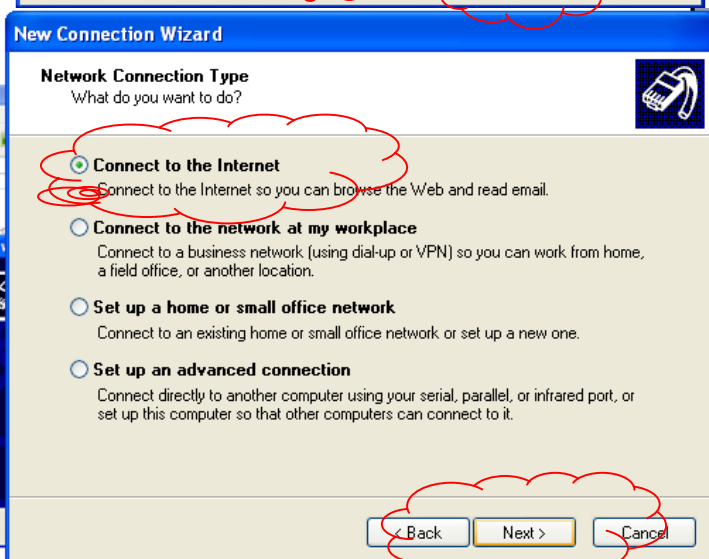 New Connection Wizard
Network Connection Type
What do you want to do?
Connect to the Internet
Connect to the Internet so you can browse the Web and read email.
Connect to the network at my workplace
Connect to a business network (using dial-up or VPN) so you can work from home,
a field office, or another location.
Set up a home or small office network
Connect to an existing home or small office network or set up a new one.
Set up an advanced connection
Connect directly to another computer using your serial, parallel, or infrared port, or
set up this computer so that other computers can connect to it.
< Back Next > Cancel